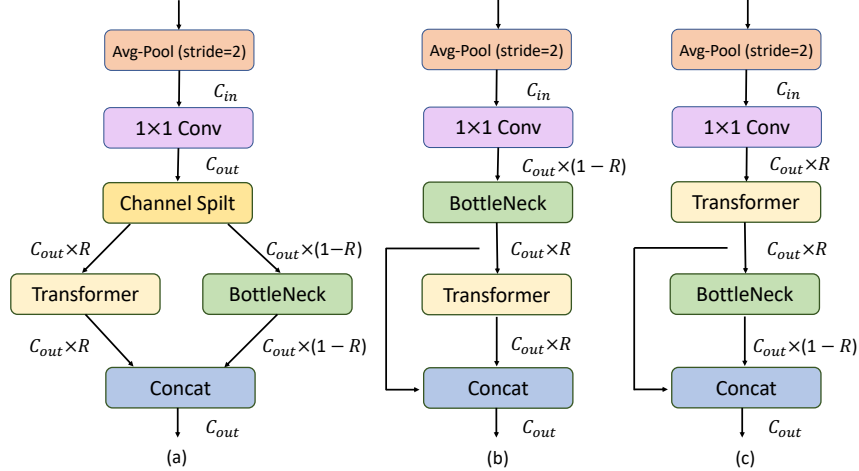 Avg-Pool (stride=2)
C_in
1×1 Conv
C_out
Channel Spilt
C_out×R
C_out×(1−R)
Transformer
BottleNeck
C_out×R
C_out×(1 − R)
Concat
C_out
(a)
Avg-Pool (stride=2)
C_in
1×1 Conv
C_out×(1 − R)
BottleNeck
C_out×R
Transformer
C_out×R
Concat
C_out
(b)
Avg-Pool (stride=2)
C_in
1×1 Conv
C_out×R
Transformer
C_out×R
BottleNeck
C_out×(1 − R)
Concat
C_out
(c)